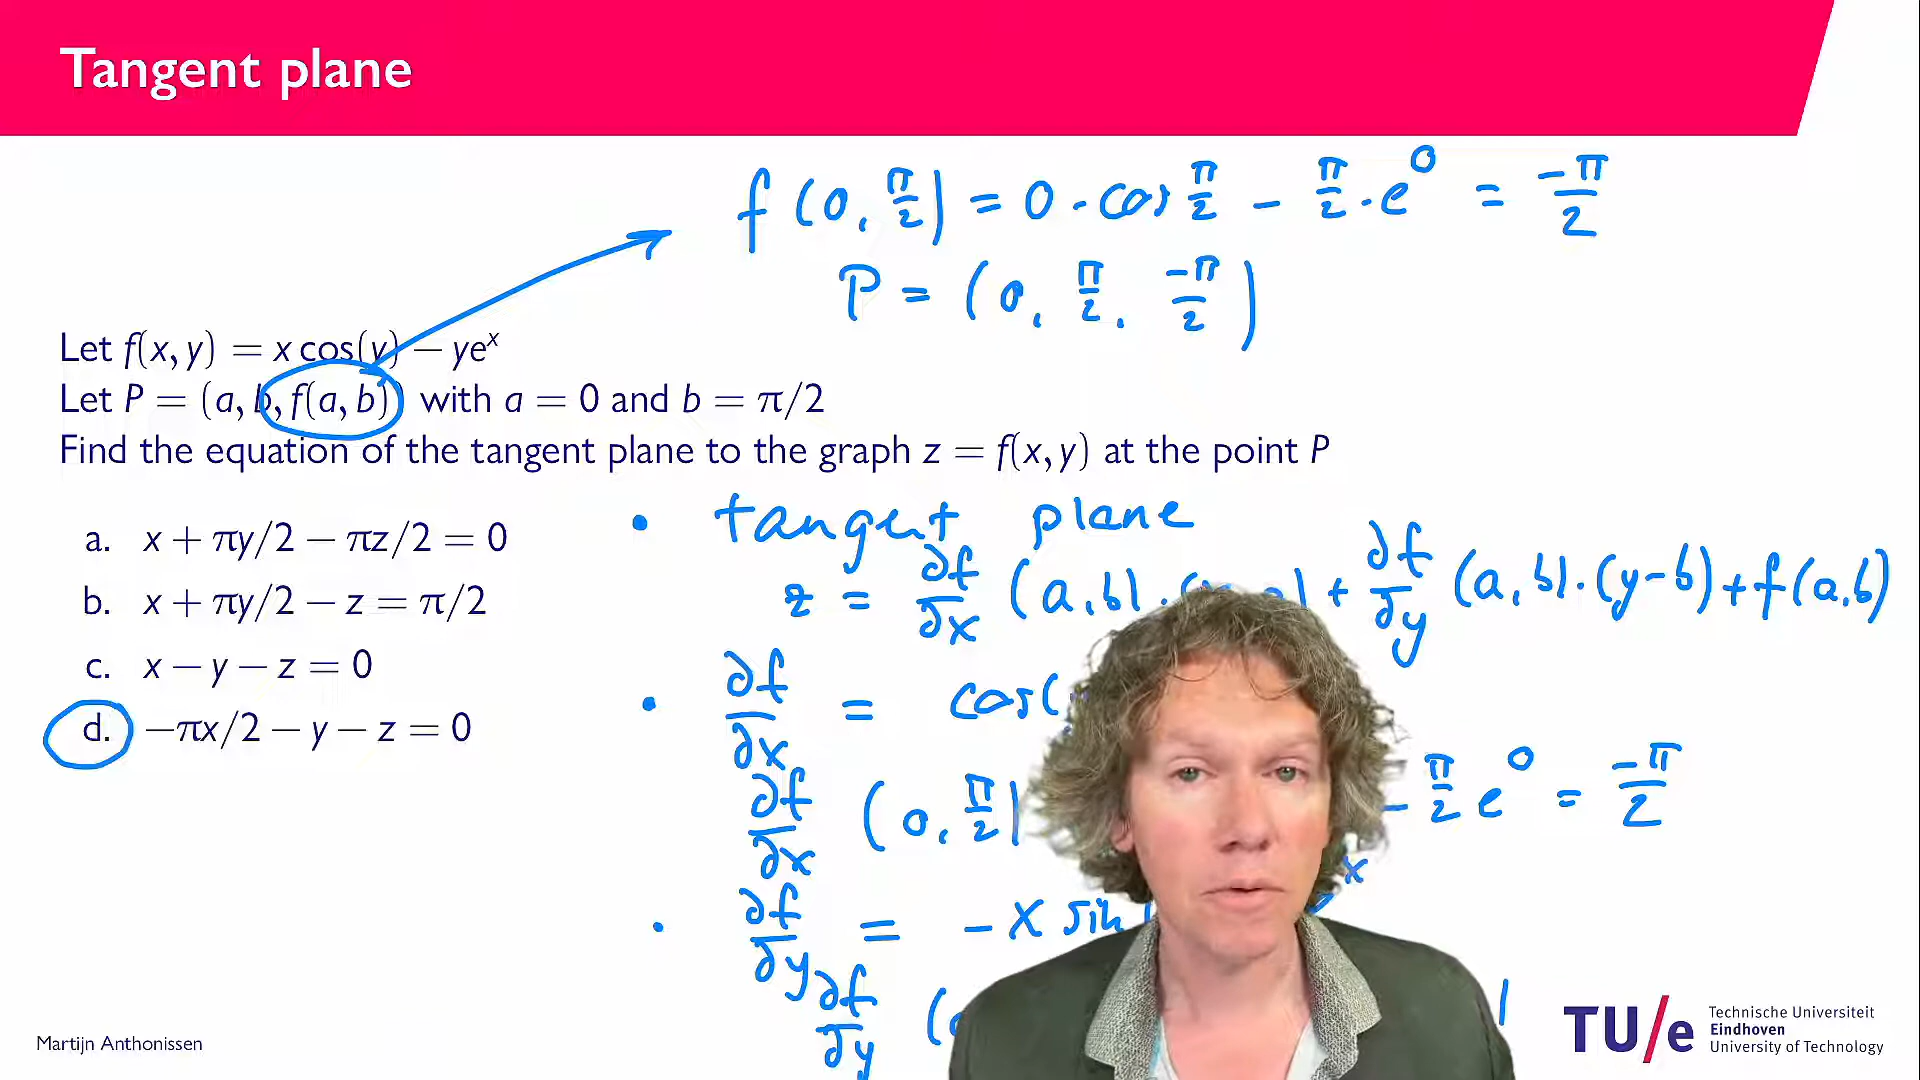 Tangent plane
f(0, π/2) = 0 · cos π/2 − π/2 · e⁰ = −π/2
P = (0, π/2, −π/2)
Let f(x, y) = x cos(y) − yeˣ
Let P = (a, b, f(a, b)) with a = 0 and b = π/2
Find the equation of the tangent plane to the graph z = f(x, y) at the point P
a. x + πy/2 − πz/2 = 0
b. x + πy/2 − z = π/2
c. x − y − z = 0
d. −πx/2 − y − z = 0
• tangent plane
z = ∂f/∂x (a, b) · ( ) + ∂f/∂y (a, b) · (y − b) + f(a, b)
• ∂f/∂x = cos(
∂f/∂x (0, π/2) − π/2 e⁰ = −π/2
• ∂f/∂y = − x sin x
∂f/∂y (
Martijn Anthonissen
TU/e Technische Universiteit
Eindhoven
University of Technology